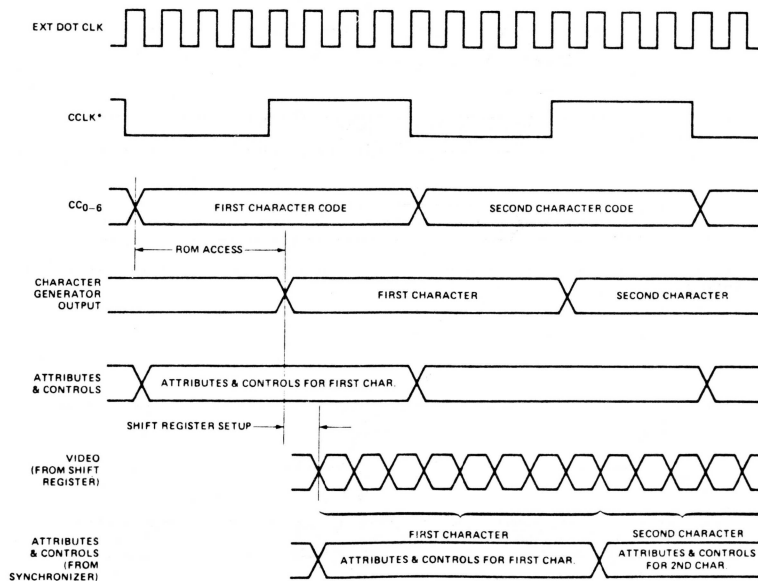 EXT DOT CLK
CCLK*
CC0–6
FIRST CHARACTER CODE
SECOND CHARACTER CODE
ROM ACCESS
CHARACTER
GENERATOR
OUTPUT
FIRST CHARACTER
SECOND CHARACTER
ATTRIBUTES
& CONTROLS
ATTRIBUTES & CONTROLS FOR FIRST CHAR.
SHIFT REGISTER SETUP
VIDEO
(FROM SHIFT
REGISTER)
FIRST CHARACTER
SECOND CHARACTER
ATTRIBUTES
& CONTROLS
(FROM
SYNCHRONIZER)
ATTRIBUTES & CONTROLS FOR FIRST CHAR.
ATTRIBUTES & CONTROLS
FOR 2ND CHAR.